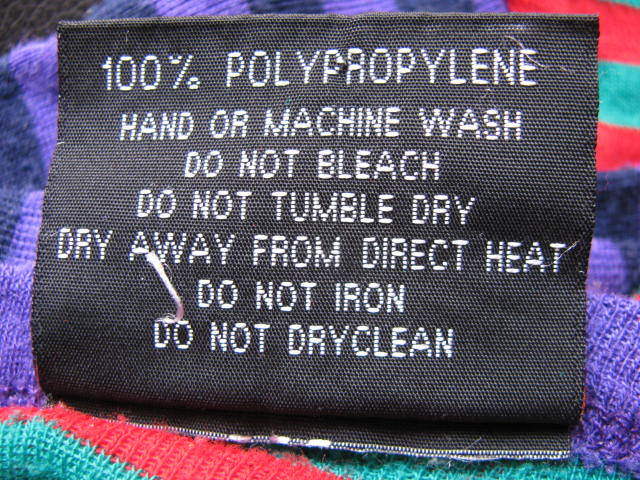 100% POLYPROPYLENE
HAND OR MACHINE WASH
DO NOT BLEACH
DO NOT TUMBLE DRY
DRY AWAY FROM DIRECT HEAT
DO NOT IRON
DO NOT DRYCLEAN